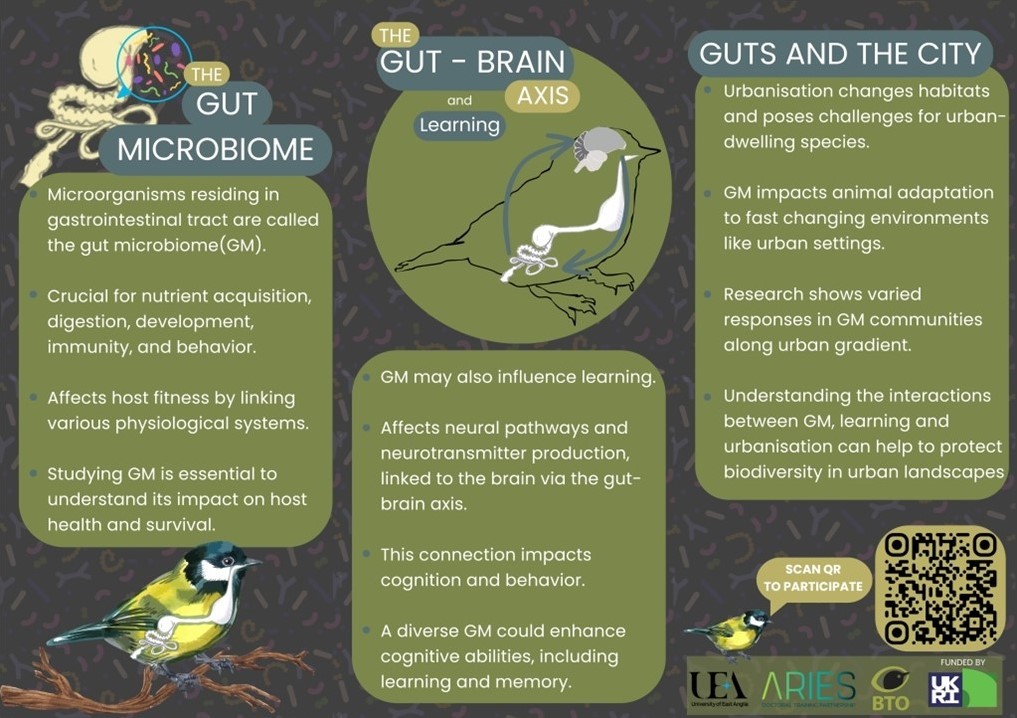 THE
GUT
MICROBIOME
Microorganisms residing in
gastrointestinal tract are called
the gut microbiome(GM).
Crucial for nutrient acquisition,
digestion, development,
immunity, and behavior.
Affects host fitness by linking
various physiological systems.
Studying GM is essential to
understand its impact on host
health and survival.
THE
GUT - BRAIN
AXIS
and
Learning
GM may also influence learning.
Affects neural pathways and
neurotransmitter production,
linked to the brain via the gut-
brain axis.
This connection impacts
cognition and behavior.
A diverse GM could enhance
cognitive abilities, including
learning and memory.
GUTS AND THE CITY
Urbanisation changes habitats
and poses challenges for urban-
dwelling species.
GM impacts animal adaptation
to fast changing environments
like urban settings.
Research shows varied
responses in GM communities
along urban gradient.
Understanding the interactions
between GM, learning and
urbanisation can help to protect
biodiversity in urban landscapes
SCAN QR
TO PARTICIPATE
UEA
University of East Anglia
ARIES
DOCTORAL TRAINING PARTNERSHIP
BTO
FUNDED BY
UK
RI